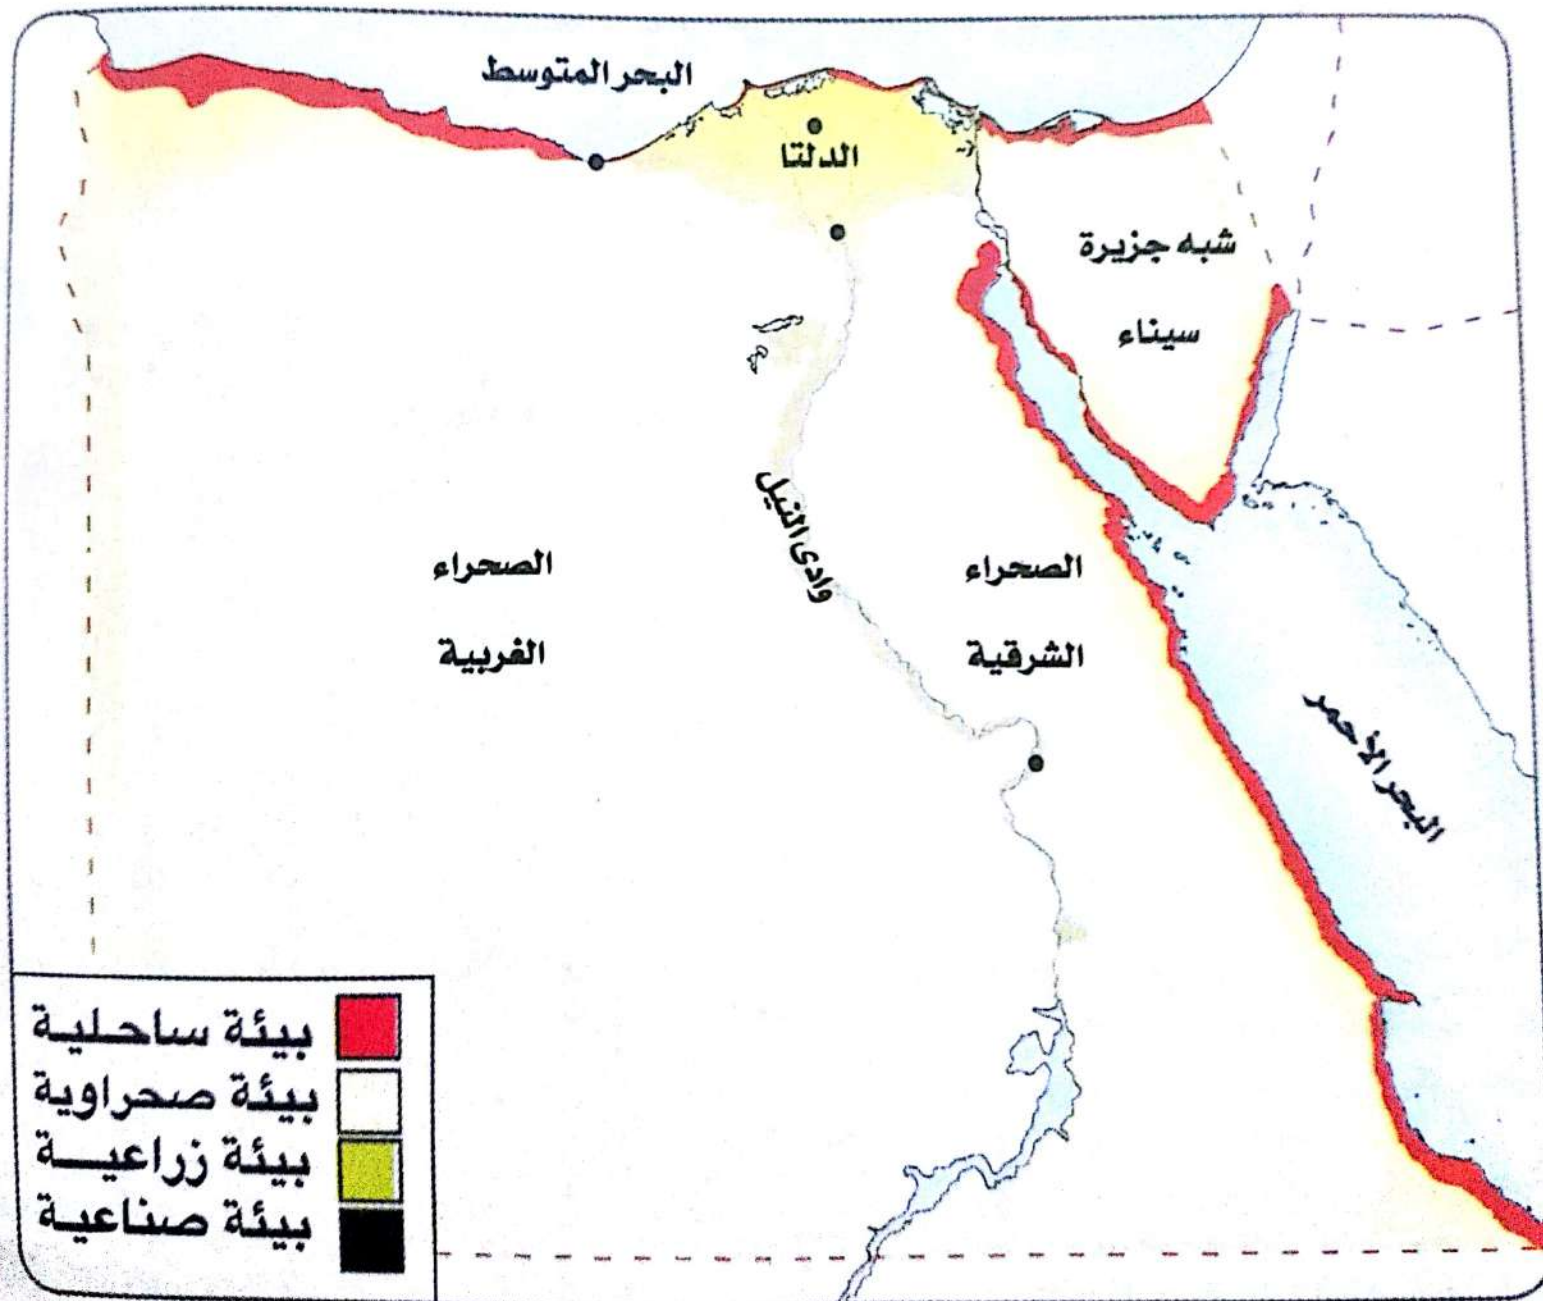 البحر المتوسط
الدلتا
شبه جزيرة
سيناء
وادى النيل
الصحراء
الغربية
الصحراء
الشرقية
البحر الأحمر
بيئة ساحلية
بيئة صحراوية
بيئة زراعية
بيئة صناعية